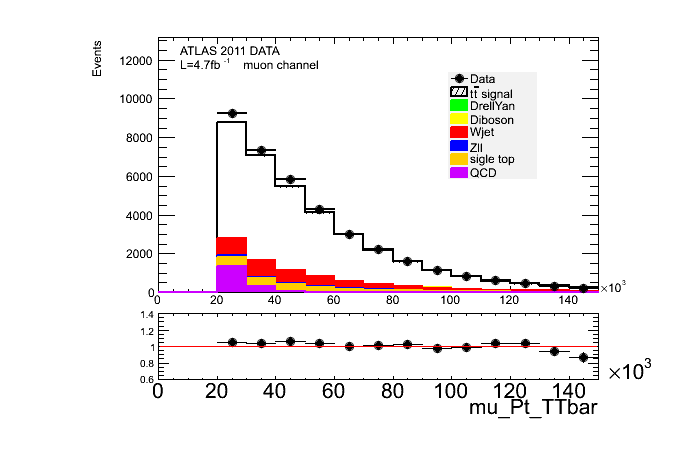 Events
ATLAS 2011 DATA
L=4.7fb -1 muon channel
Data
tt̄ signal
DrellYan
Diboson
Wjet
Zll
sigle top
QCD
12000
10000
8000
6000
4000
2000
0
0 20 40 60 80 100 120 140 ×10³
1.4
1.2
1
0.8
0.6
0 20 40 60 80 100 120 140 ×10³
mu_Pt_TTbar